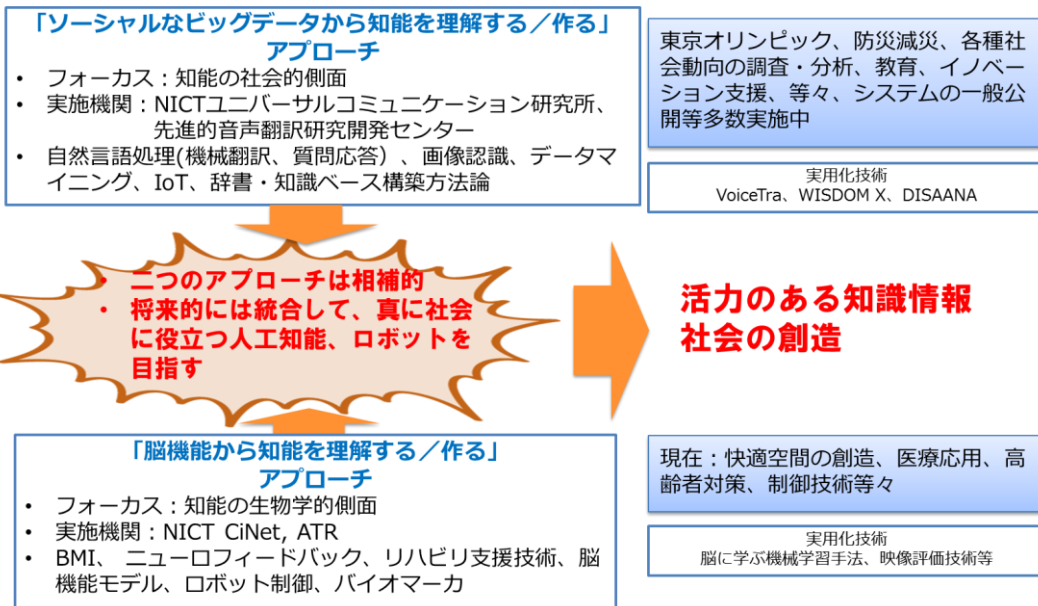 「ソーシャルなビッグデータから知能を理解する／作る」
アプローチ
• フォーカス：知能の社会的側面
• 実施機関：NICTユニバーサルコミュニケーション研究所、
先進的音声翻訳研究開発センター
• 自然言語処理(機械翻訳、質問応答）、画像認識、データマ
イニング、IoT、辞書・知識ベース構築方法論
東京オリンピック、防災減災、各種社
会動向の調査・分析、教育、イノベー
ション支援、等々、システムの一般公
開等多数実施中
実用化技術
VoiceTra、WISDOM X、DISAANA
• 二つのアプローチは相補的
• 将来的には統合して、真に社会
に役立つ人工知能、ロボットを
目指す
活力のある知識情報
社会の創造
「脳機能から知能を理解する／作る」
アプローチ
• フォーカス：知能の生物学的側面
• 実施機関：NICT CiNet, ATR
• BMI、 ニューロフィードバック、リハビリ支援技術、脳
機能モデル、ロボット制御、バイオマーカ
現在：快適空間の創造、医療応用、高
齢者対策、制御技術等々
実用化技術
脳に学ぶ機械学習手法、映像評価技術等